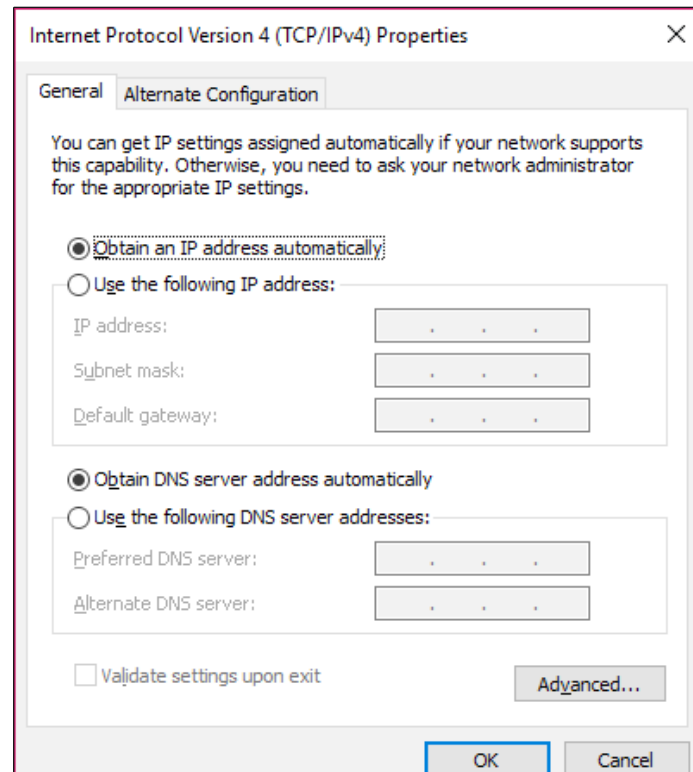 Internet Protocol Version 4 (TCP/IPv4) Properties
General
Alternate Configuration
You can get IP settings assigned automatically if your network supports
this capability. Otherwise, you need to ask your network administrator
for the appropriate IP settings.
Obtain an IP address automatically
Use the following IP address:
IP address:
. . .
Subnet mask:
. . .
Default gateway:
. . .
Obtain DNS server address automatically
Use the following DNS server addresses:
Preferred DNS server:
. . .
Alternate DNS server:
. . .
Validate settings upon exit
Advanced...
OK
Cancel